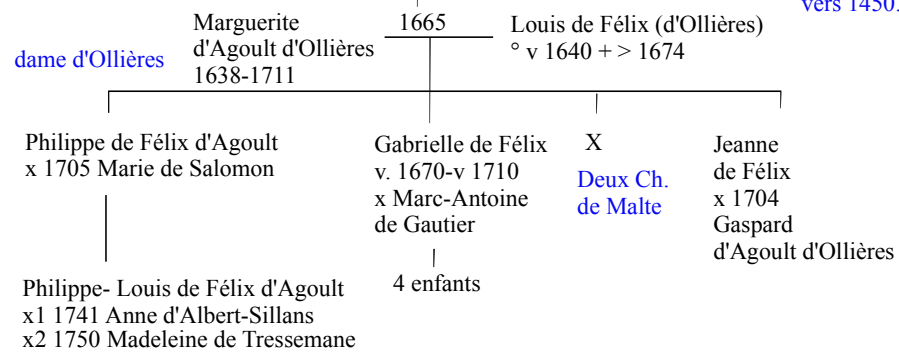 vers 1450.
1665
Marguerite
d'Agoult d'Ollières
1638-1711
dame d'Ollières
Louis de Félix (d'Ollières)
° v 1640 + > 1674
Philippe de Félix d'Agoult
x 1705 Marie de Salomon
Gabrielle de Félix
v. 1670-v 1710
x Marc-Antoine
de Gautier
X
Deux Ch.
de Malte
Jeanne
de Félix
x 1704
Gaspard
d'Agoult d'Ollières
Philippe- Louis de Félix d'Agoult
x1 1741 Anne d'Albert-Sillans
x2 1750 Madeleine de Tressemane
4 enfants